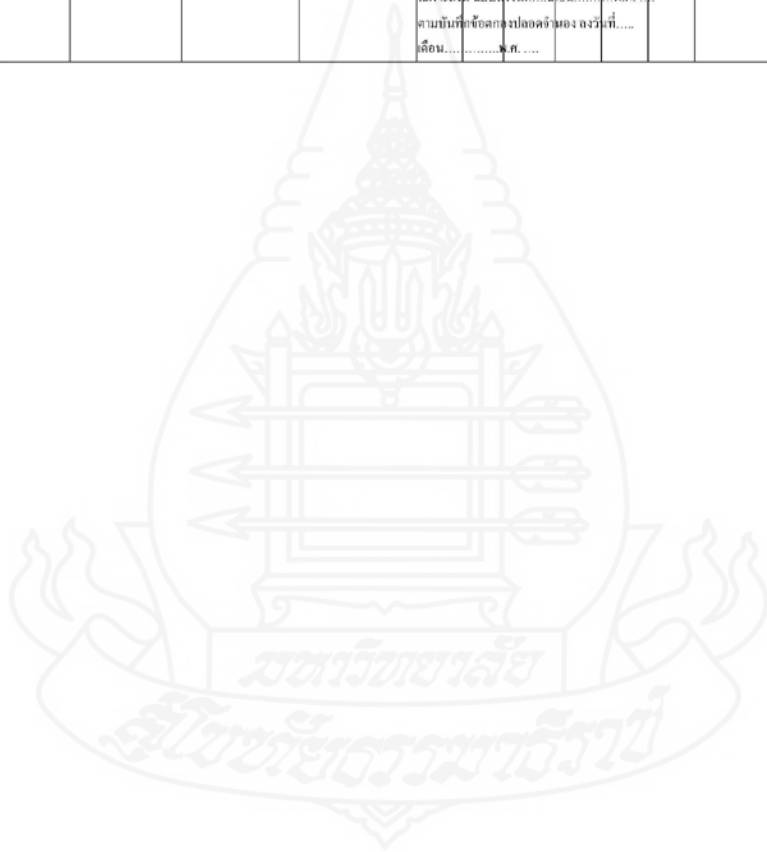 ตามบันทึกข้อตกลงปลอดจำนอง ลงวันที่.....
เดือน..............พ.ศ. .....
มหาวิทยาลัย
สุโขทัยธรรมาธิราช